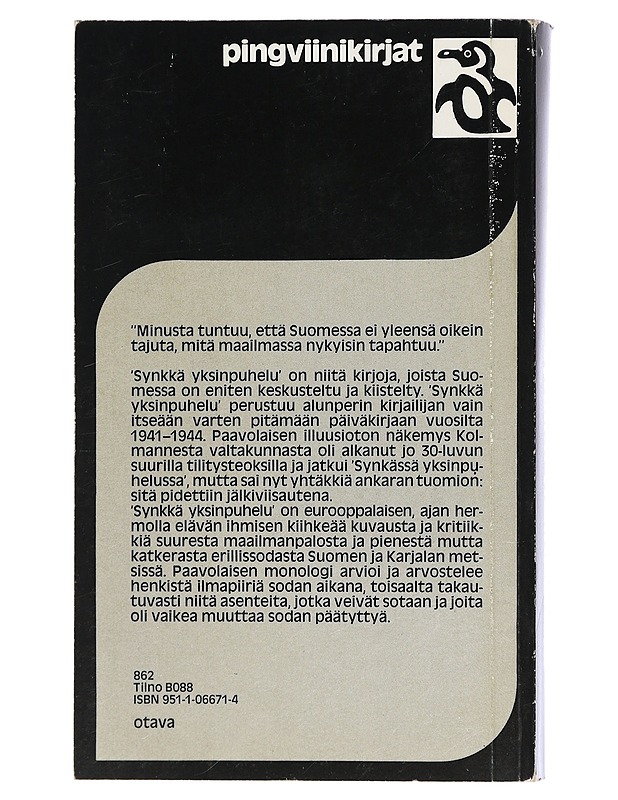 pingviinikirjat
"Minusta tuntuu, että Suomessa ei yleensä oikein
tajuta, mitä maailmassa nykyisin tapahtuu."
'Synkkä yksinpuhelu' on niitä kirjoja, joista Suo-
messa on eniten keskusteltu ja kiistelty. 'Synkkä
yksinpuhelu' perustuu alunperin kirjailijan vain
itseään varten pitämään päiväkirjaan vuosilta
1941–1944. Paavolaisen illuusioton näkemys Kol-
mannesta valtakunnasta oli alkanut jo 30-luvun
suurilla tilitysteoksilla ja jatkui 'Synkässä yksinpu-
helussa', mutta sai nyt yhtäkkiä ankaran tuomion:
sitä pidettiin jälkiviisautena.
'Synkkä yksinpuhelu' on eurooppalaisen, ajan her-
molla elävän ihmisen kiihkeää kuvausta ja kritiik-
kiä suuresta maailmanpalosta ja pienestä mutta
katkerasta erillissodasta Suomen ja Karjalan met-
sissä. Paavolaisen monologi arvioi ja arvostelee
henkistä ilmapiiriä sodan aikana, toisaalta takau-
tuvasti niitä asenteita, jotka veivät sotaan ja joita
oli vaikea muuttaa sodan päätyttyä.
862
Tilno B088
ISBN 951-1-06671-4
otava